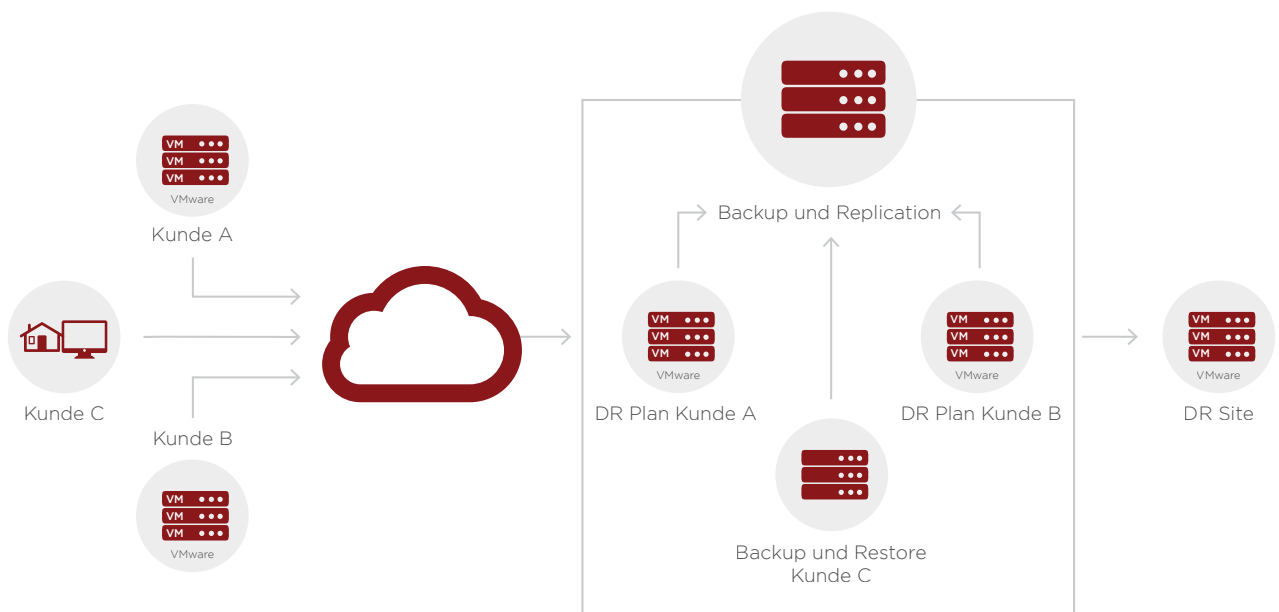 VM
VM
VM
VMware
Kunde A
Kunde C
Kunde B
VM
VM
VM
VMware
Backup und Replication
VM
VM
VM
VMware
DR Plan Kunde A
VM
VM
VM
VMware
DR Plan Kunde B
Backup und Restore
Kunde C
VM
VM
VM
VMware
DR Site